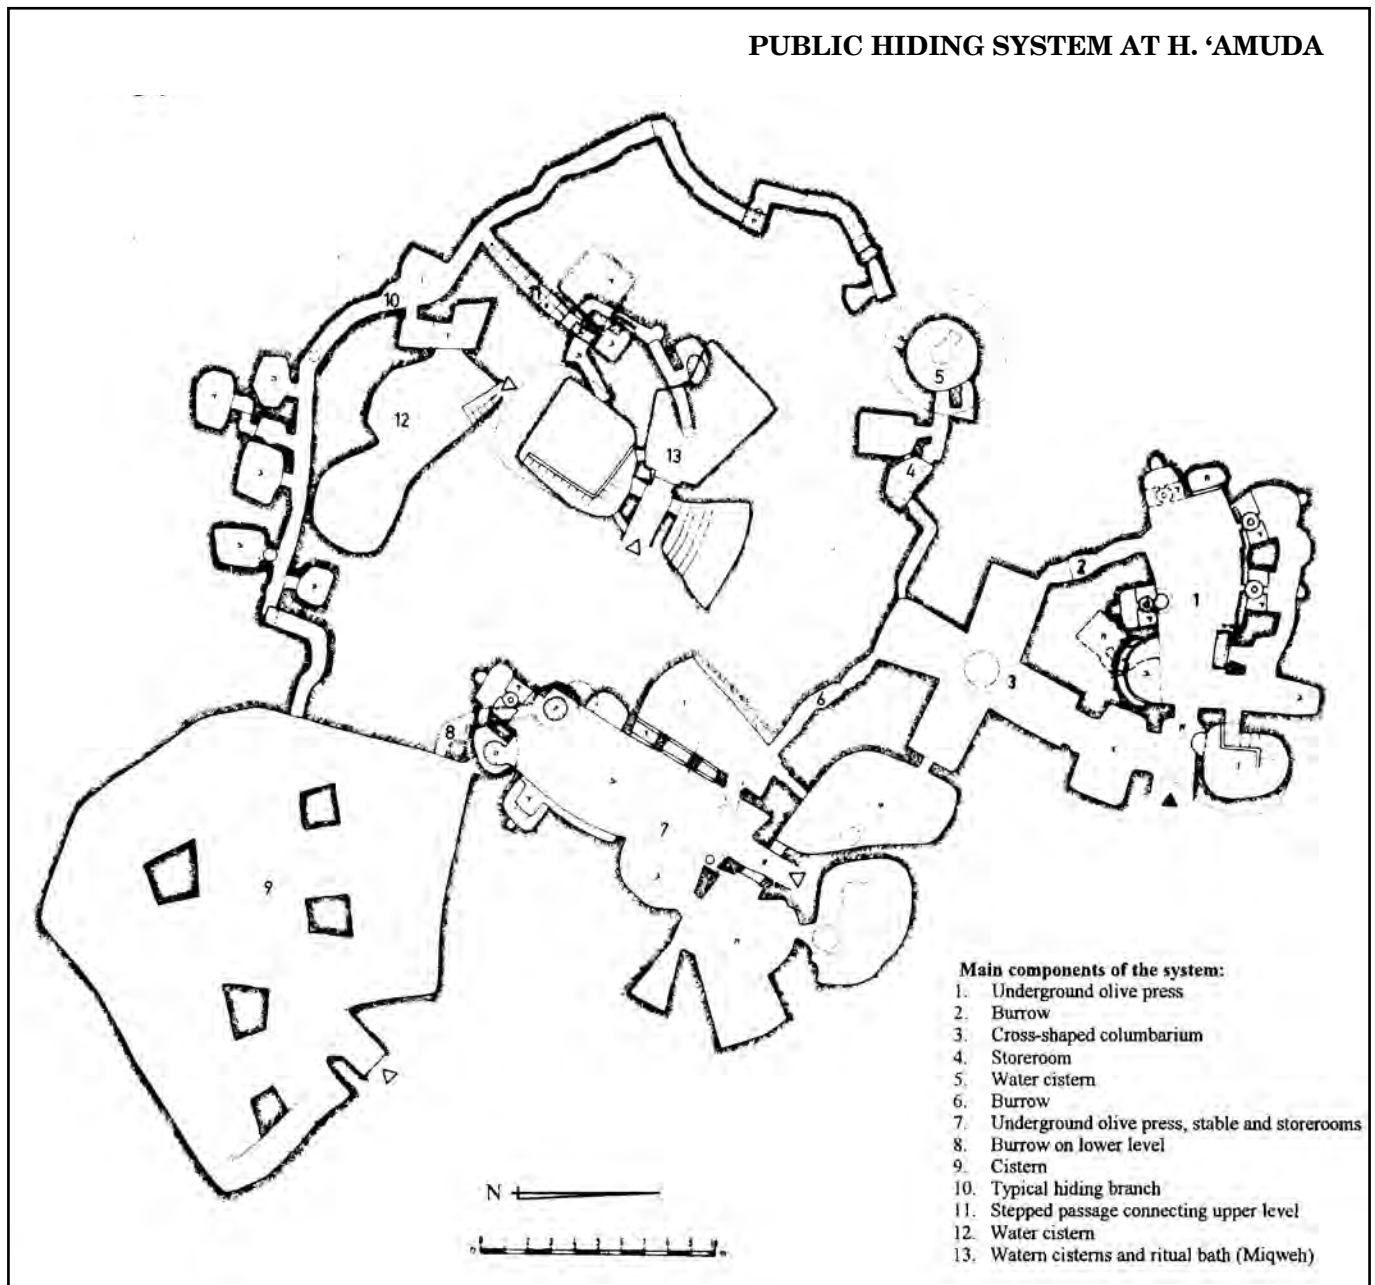 PUBLIC HIDING SYSTEM AT H. ‘AMUDA
10
5
12
13
4
2
1
3
6
8
7
9
Main components of the system:
1. Underground olive press
2. Burrow
3. Cross-shaped columbarium
4. Storeroom
5. Water cistern
6. Burrow
7. Underground olive press, stable and storerooms
8. Burrow on lower level
9. Cistern
10. Typical hiding branch
11. Stepped passage connecting upper level
12. Water cistern
13. Watern cisterns and ritual bath (Miqweh)
N